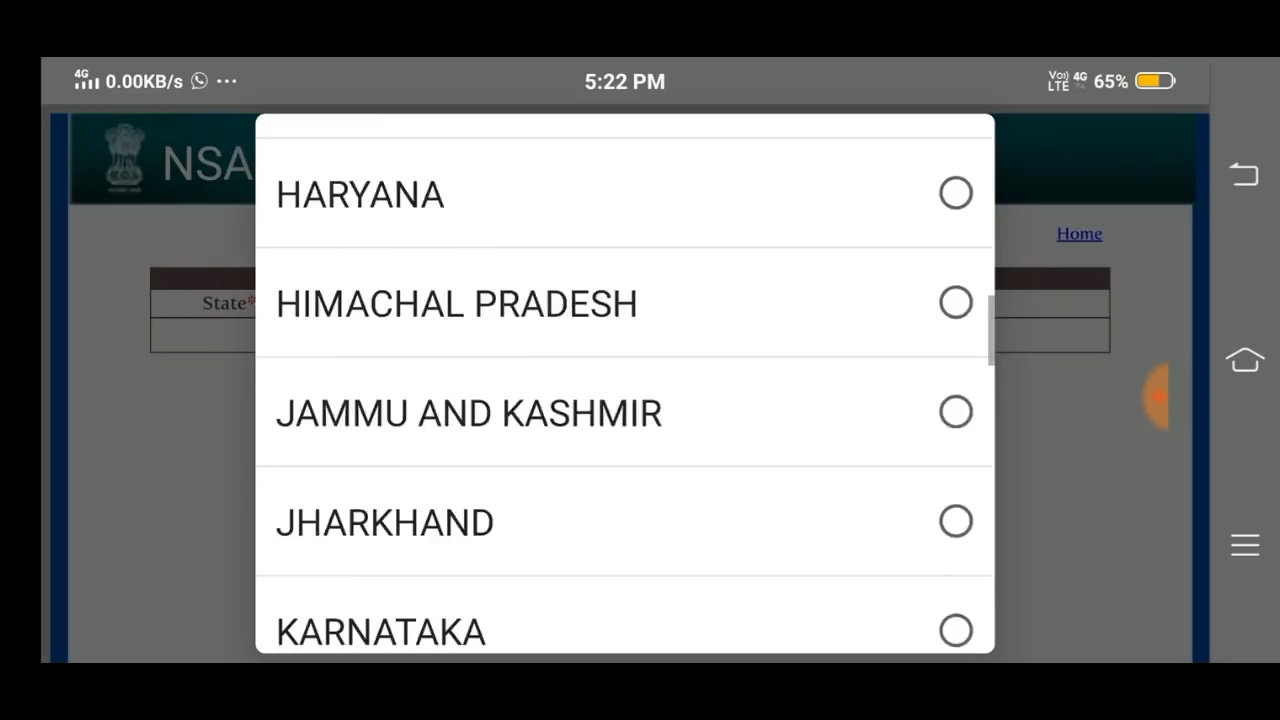 4G 0.00KB/s ... 5:22 PM Vo) LTE 4G 65%
NSA
HARYANA
Home
State*
HIMACHAL PRADESH
JAMMU AND KASHMIR
JHARKHAND
KARNATAKA